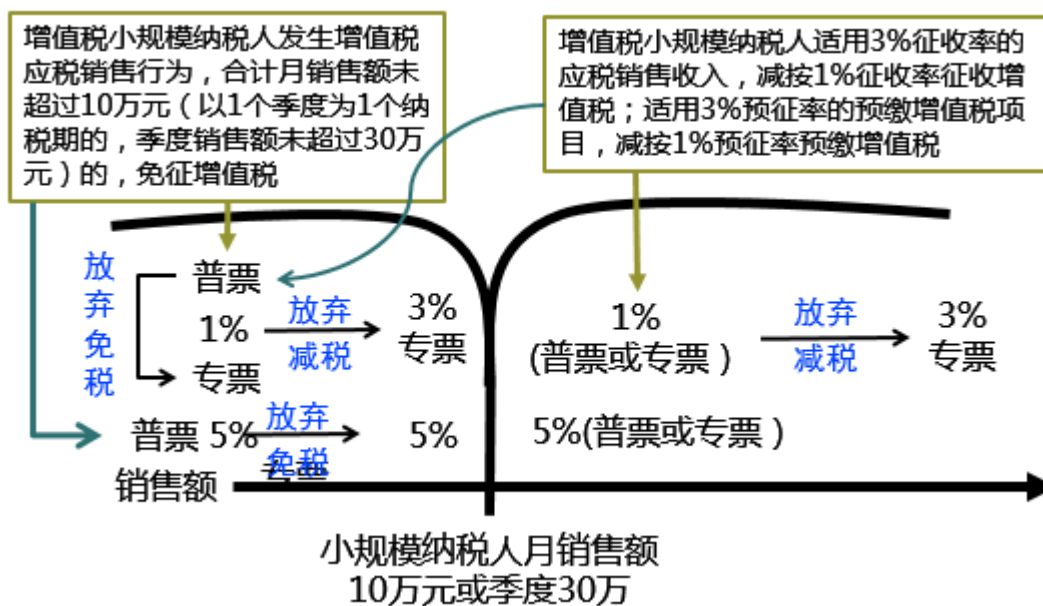 增值税小规模纳税人发生增值税
应税销售行为，合计月销售额未
超过10万元（以1个季度为1个纳
税期的，季度销售额未超过30万
元）的，免征增值税
增值税小规模纳税人适用3%征收率的
应税销售收入，减按1%征收率征收增
值税；适用3%预征率的预缴增值税项
目，减按1%预征率预缴增值税
放弃免税
普票
1%
专票
放弃
减税
3%
专票
1%
(普票或专票）
放弃
减税
3%
专票
普票 5%
专票
放弃
免税
5%
5%(普票或专票）
销售额
小规模纳税人月销售额
10万元或季度30万